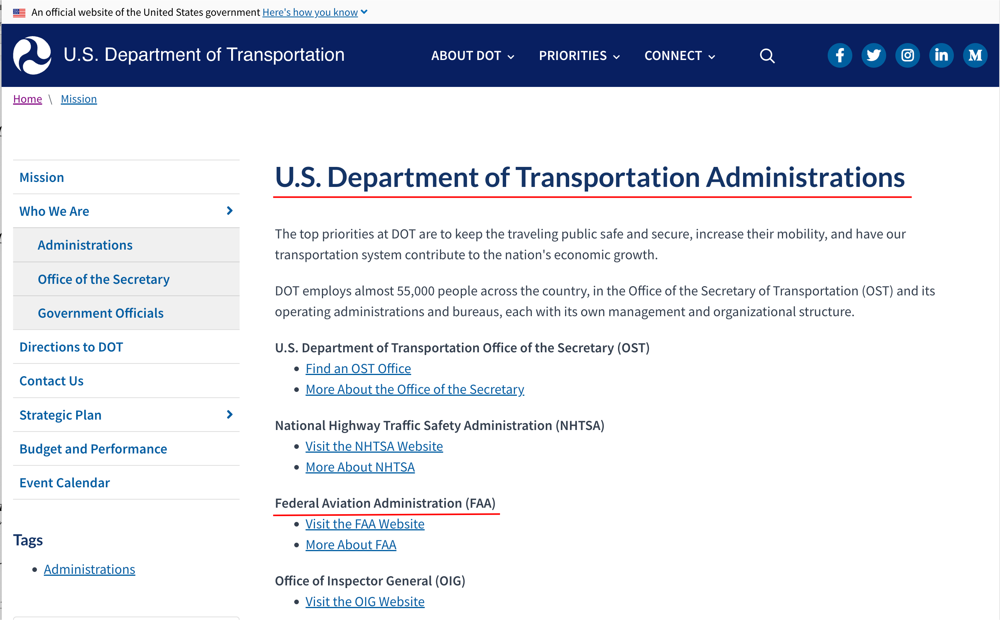 An official website of the United States government Here's how you know
U.S. Department of Transportation
ABOUT DOT
PRIORITIES
CONNECT
Home \ Mission
Mission
Who We Are
Administrations
Office of the Secretary
Government Officials
Directions to DOT
Contact Us
Strategic Plan
Budget and Performance
Event Calendar
Tags
• Administrations
U.S. Department of Transportation Administrations
The top priorities at DOT are to keep the traveling public safe and secure, increase their mobility, and have our
transportation system contribute to the nation's economic growth.
DOT employs almost 55,000 people across the country, in the Office of the Secretary of Transportation (OST) and its
operating administrations and bureaus, each with its own management and organizational structure.
U.S. Department of Transportation Office of the Secretary (OST)
• Find an OST Office
• More About the Office of the Secretary
National Highway Traffic Safety Administration (NHTSA)
• Visit the NHTSA Website
• More About NHTSA
Federal Aviation Administration (FAA)
• Visit the FAA Website
• More About FAA
Office of Inspector General (OIG)
• Visit the OIG Website